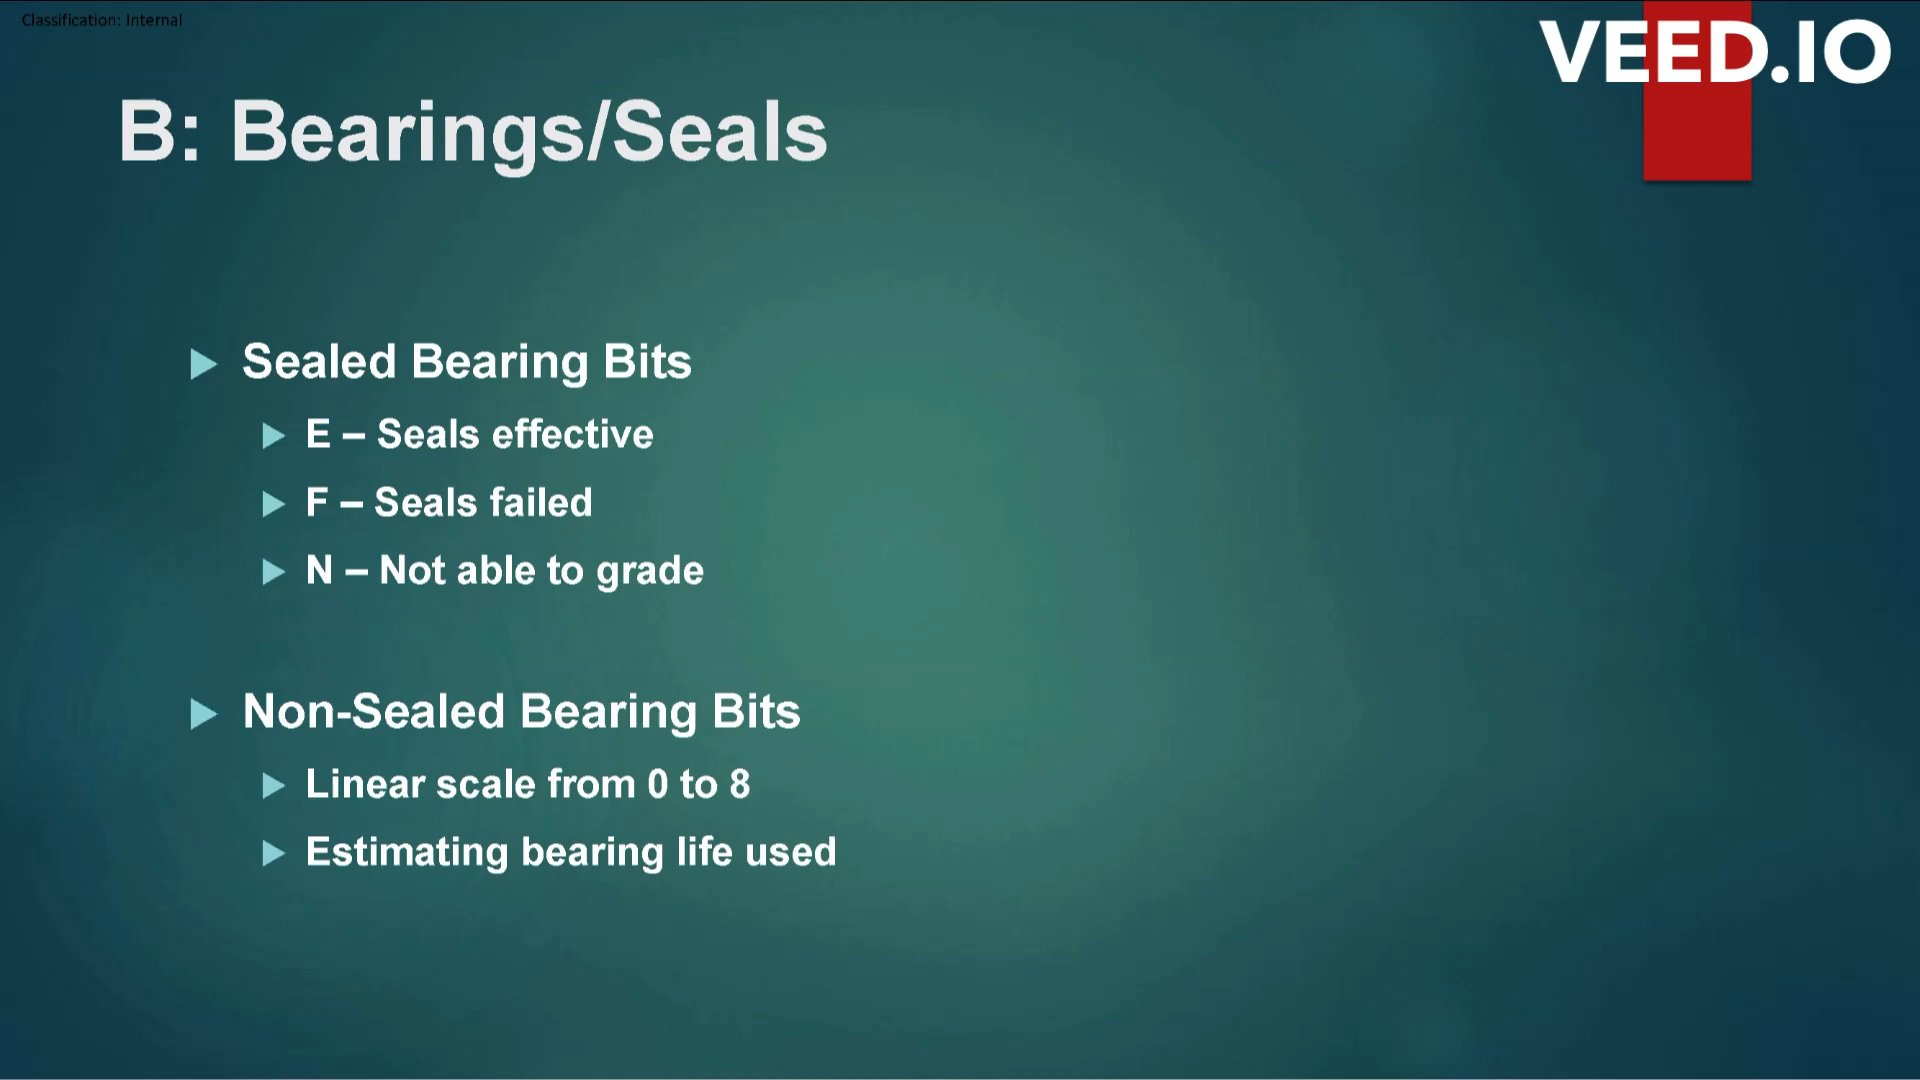 Classification: Internal
VEED.IO
B: Bearings/Seals
Sealed Bearing Bits
E – Seals effective
F – Seals failed
N – Not able to grade
Non-Sealed Bearing Bits
Linear scale from 0 to 8
Estimating bearing life used